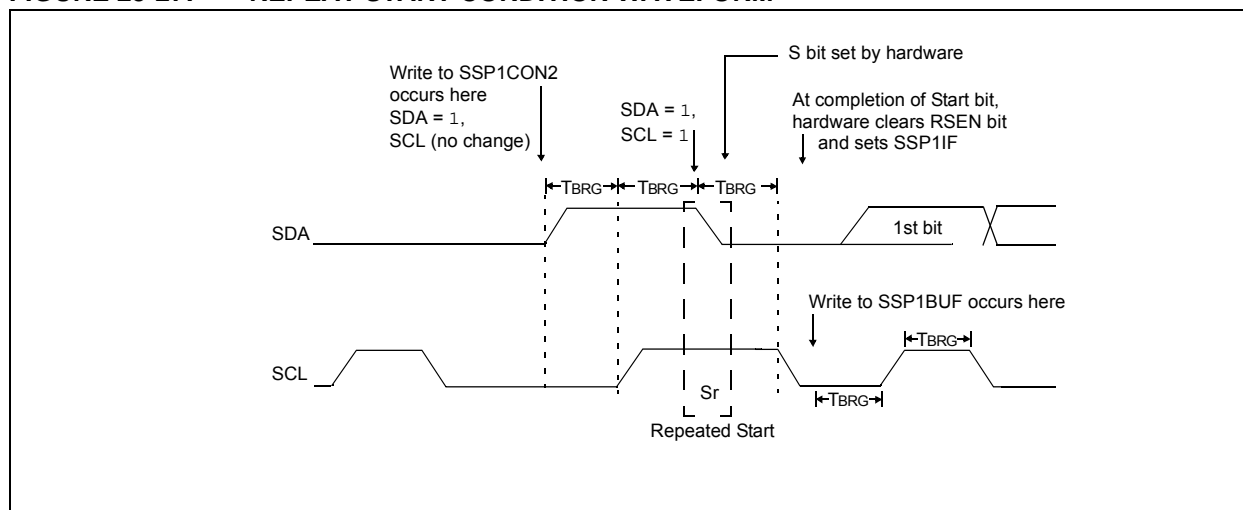 S bit set by hardware
Write to SSP1CON2
occurs here
SDA = 1,
SCL (no change)
SDA = 1,
SCL = 1
At completion of Start bit,
hardware clears RSEN bit
and sets SSP1IF
TBRG TBRG TBRG
SDA
1st bit
Write to SSP1BUF occurs here
TBRG
SCL
Sr
TBRG
Repeated Start